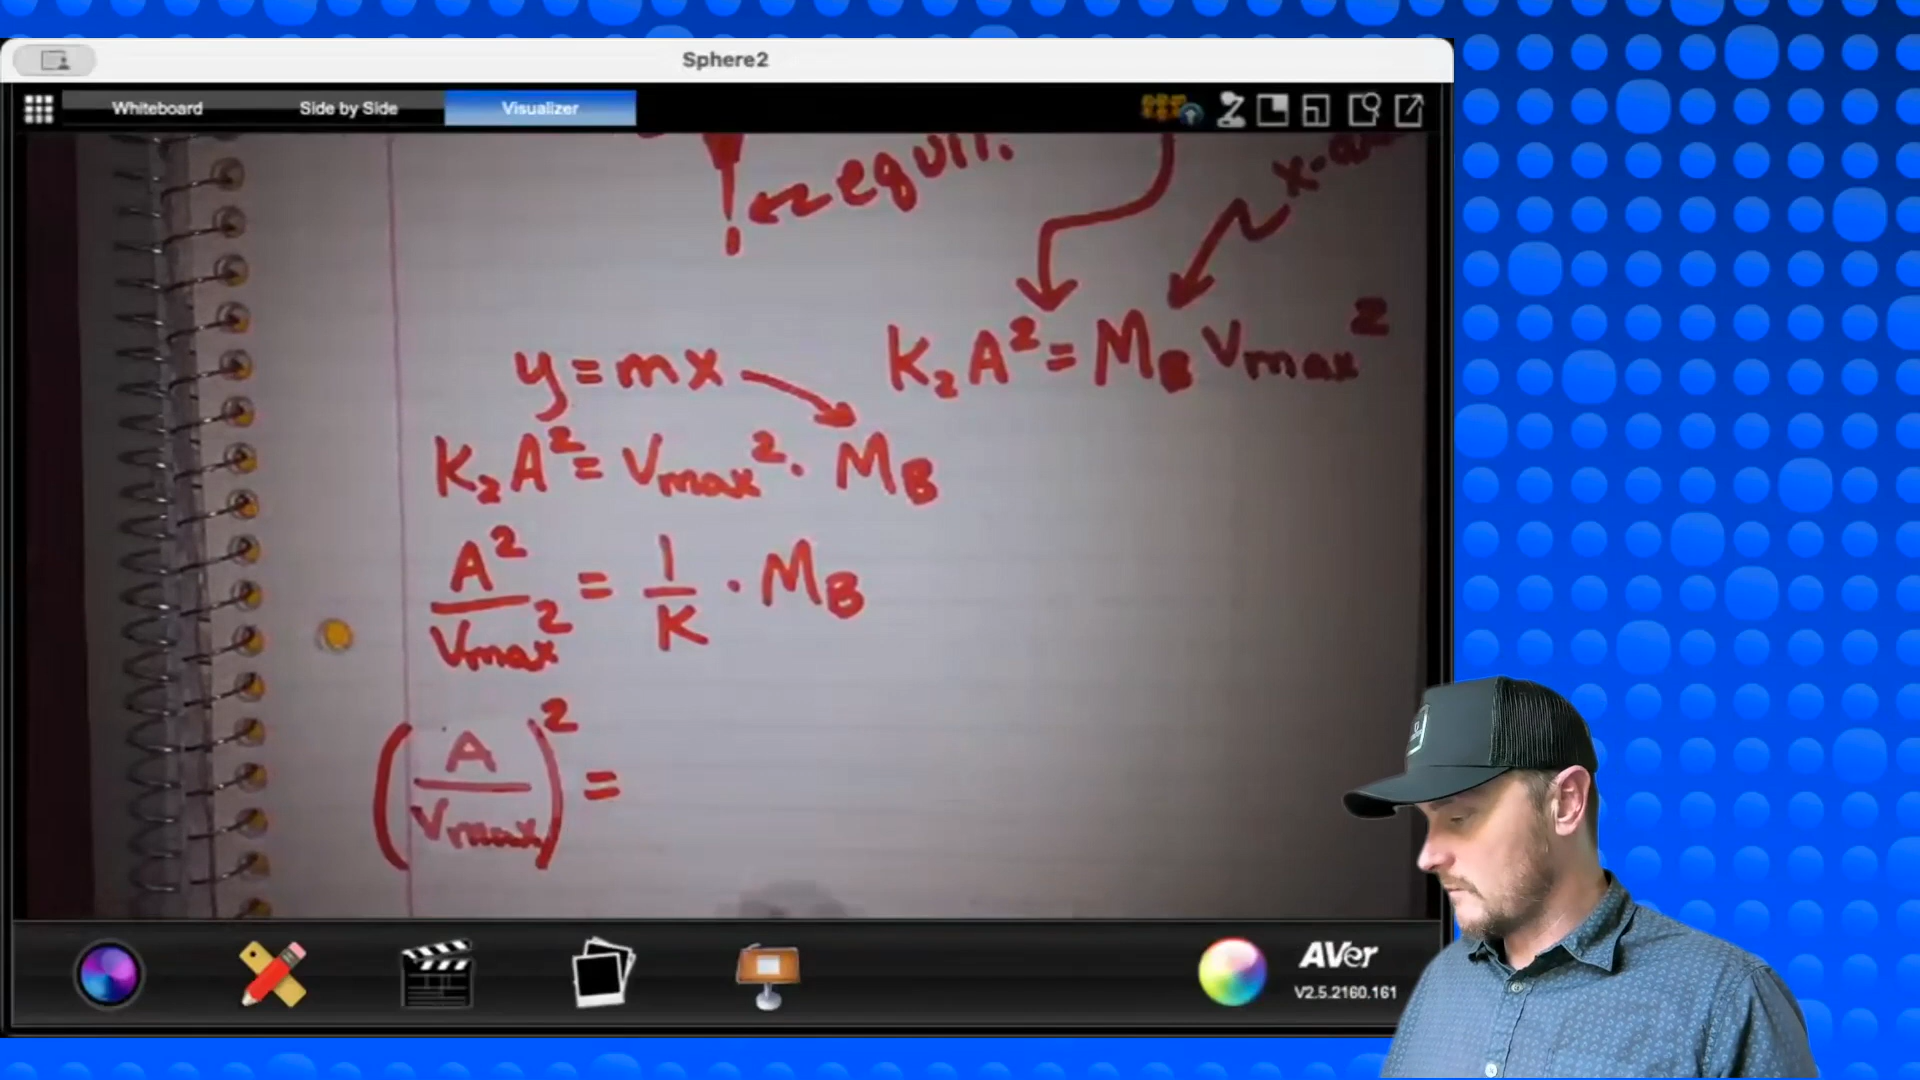 Sphere2
Whiteboard Side by Side Visualizer
equil.
K₂A² = M_B V_max²
y = mx
K₂A² = V_max² · M_B
A²/V_max² = 1/K · M_B
(A/V_max)² =
AVer
V2.5.2160.161